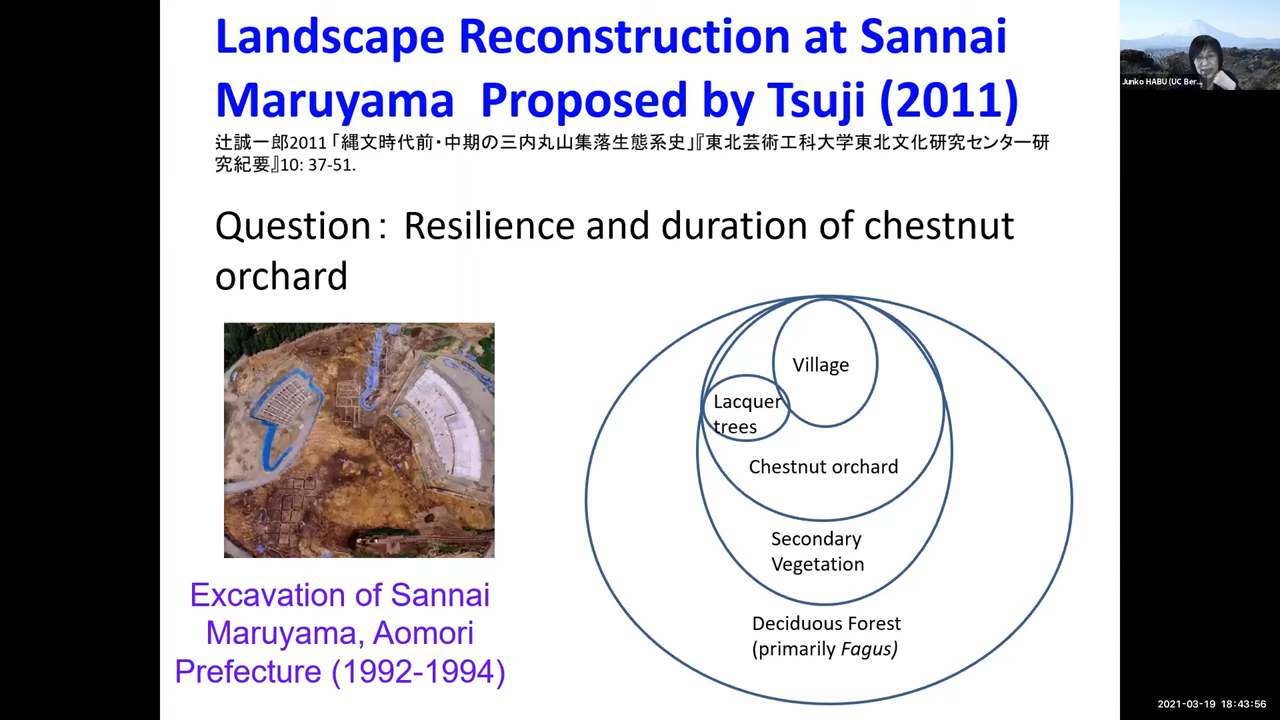 Landscape Reconstruction at Sannai
Maruyama Proposed by Tsuji (2011)
辻誠一郎2011 「縄文時代前・中期の三内丸山集落生態系史」『東北芸術工科大学東北文化研究センター研
究紀要』10: 37-51.
Question： Resilience and duration of chestnut
orchard
Village
Lacquer
trees
Chestnut orchard
Secondary
Vegetation
Deciduous Forest
(primarily Fagus)
Excavation of Sannai
Maruyama, Aomori
Prefecture (1992-1994)
Junko HABU (UC Ber...
2021-03-19 18:43:56